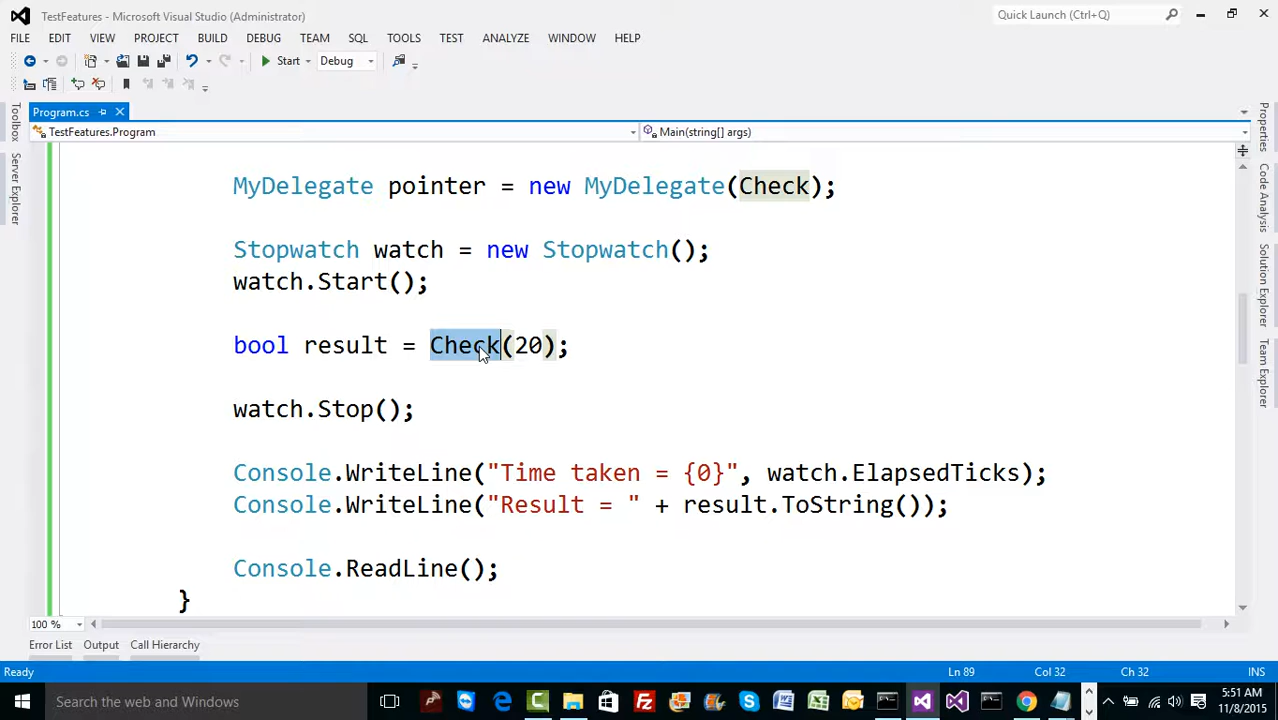 TestFeatures - Microsoft Visual Studio (Administrator)
Quick Launch (Ctrl+Q)
FILE EDIT VIEW PROJECT BUILD DEBUG TEAM SQL TOOLS TEST ANALYZE WINDOW HELP
Start Debug
Program.cs
TestFeatures.Program Main(string[] args)
Toolbox
Server Explorer
Properties
Code Analysis
Solution Explorer
Team Explorer
MyDelegate pointer = new MyDelegate(Check);
Stopwatch watch = new Stopwatch();
watch.Start();
bool result = Check(20);
watch.Stop();
Console.WriteLine("Time taken = {0}", watch.ElapsedTicks);
Console.WriteLine("Result = " + result.ToString());
Console.ReadLine();
}
100 %
Error List Output Call Hierarchy
Ready Ln 89 Col 32 Ch 32 INS
Search the web and Windows
5:51 AM
11/8/2015